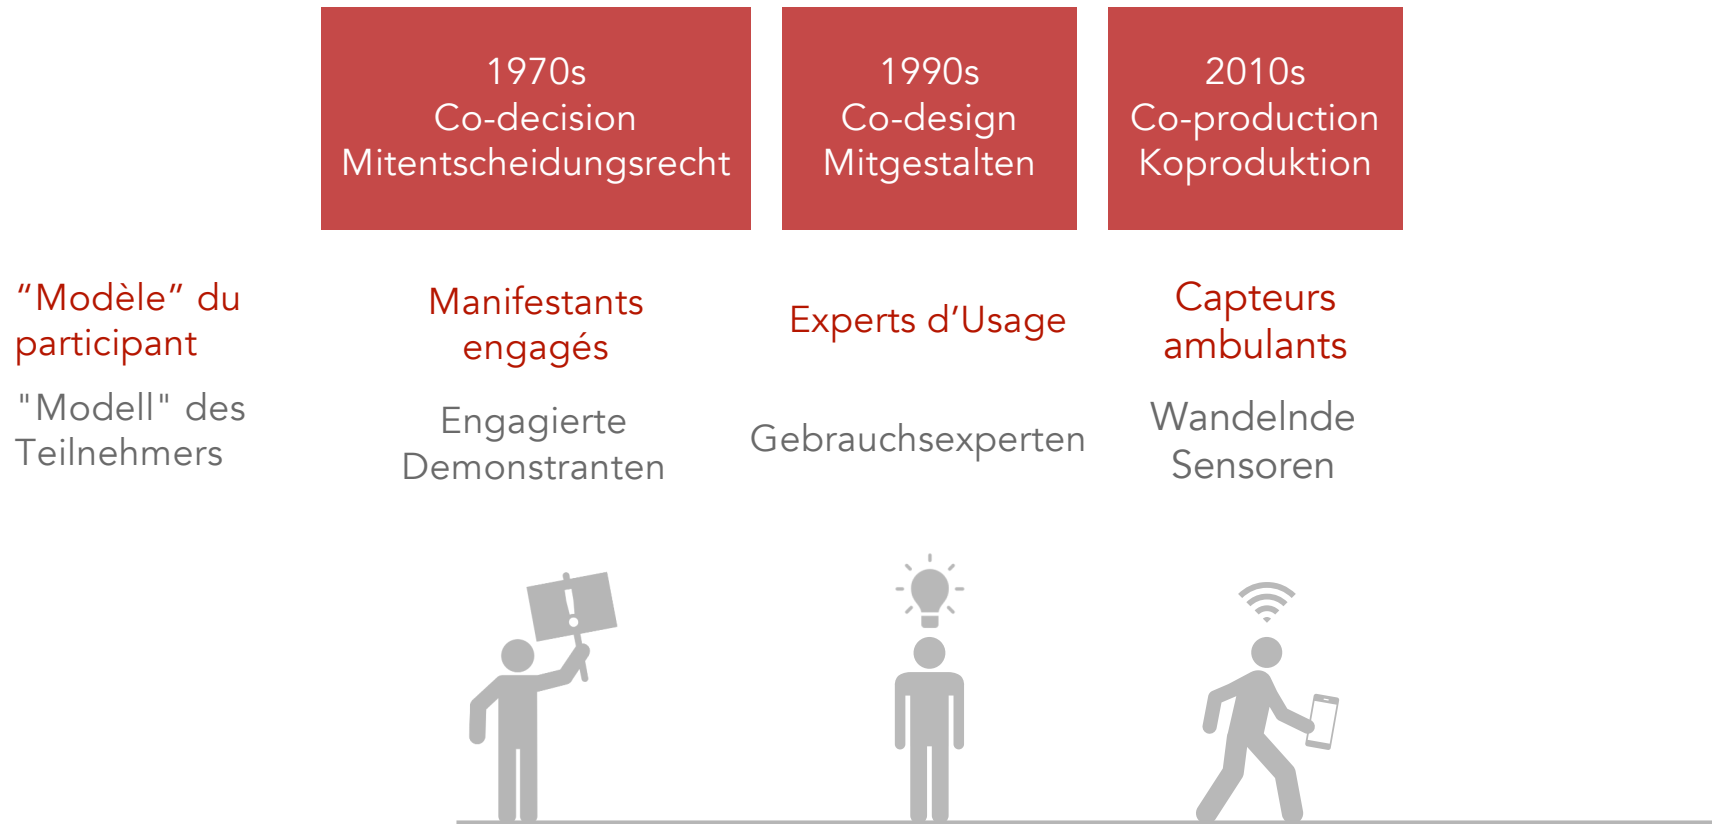 1970s
Co-decision
Mitentscheidungsrecht
1990s
Co-design
Mitgestalten
2010s
Co-production
Koproduktion
“Modèle” du
participant
Manifestants
engagés
Experts d’Usage
Capteurs
ambulants
"Modell" des
Teilnehmers
Engagierte
Demonstranten
Gebrauchsexperten
Wandelnde
Sensoren
!